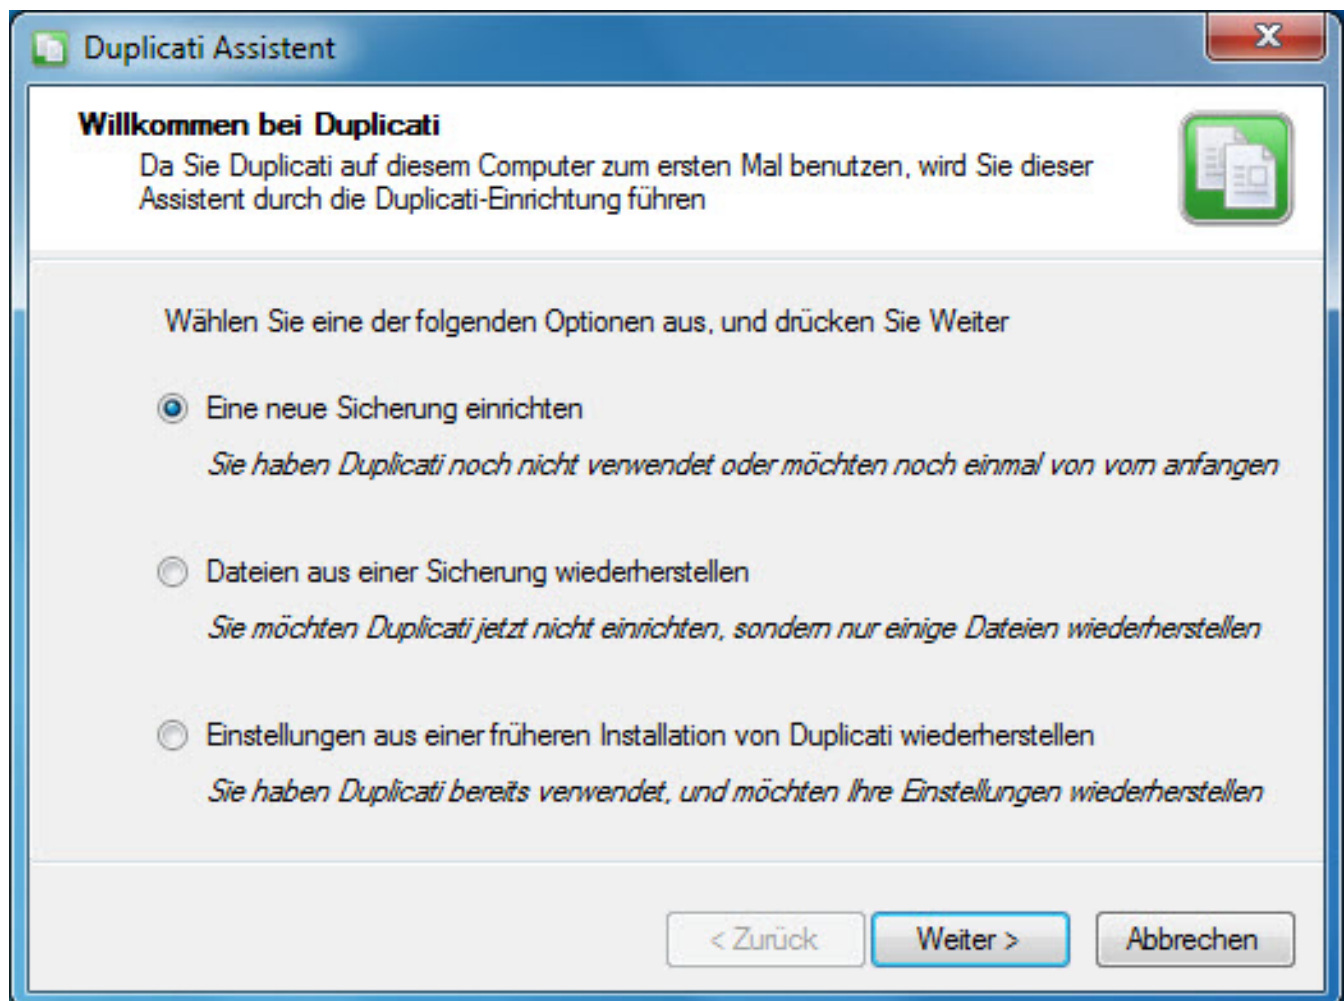 Duplicati Assistent
Willkommen bei Duplicati
Da Sie Duplicati auf diesem Computer zum ersten Mal benutzen, wird Sie dieser
Assistent durch die Duplicati-Einrichtung führen
Wählen Sie eine der folgenden Optionen aus, und drücken Sie Weiter
Eine neue Sicherung einrichten
Sie haben Duplicati noch nicht verwendet oder möchten noch einmal von vorn anfangen
Dateien aus einer Sicherung wiederherstellen
Sie möchten Duplicati jetzt nicht einrichten, sondern nur einige Dateien wiederherstellen
Einstellungen aus einer früheren Installation von Duplicati wiederherstellen
Sie haben Duplicati bereits verwendet, und möchten Ihre Einstellungen wiederherstellen
< Zurück Weiter > Abbrechen